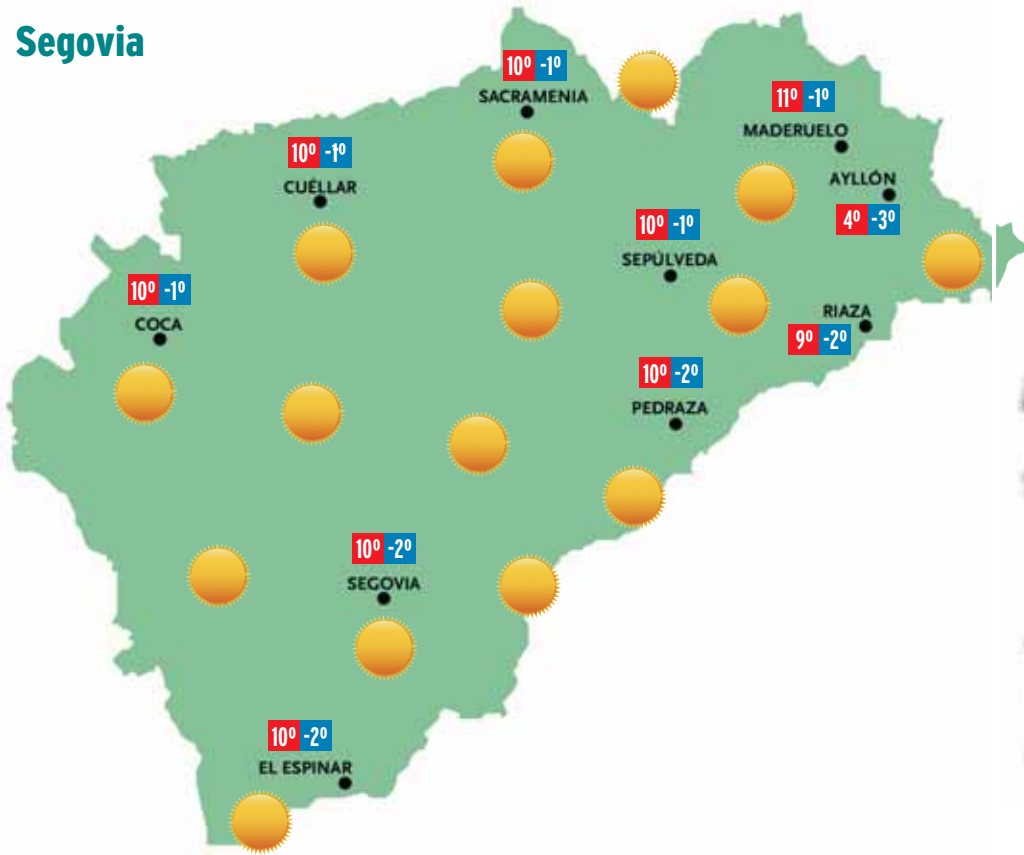 Segovia
10º -1º
SACRAMENIA
11º -1º
MADERUELO
10º -1º
CUÉLLAR
AYLLÓN
4º -3º
10º -1º
SEPÚLVEDA
10º -1º
COCA
RIAZA
9º -2º
10º -2º
PEDRAZA
10º -2º
SEGOVIA
10º -2º
EL ESPINAR